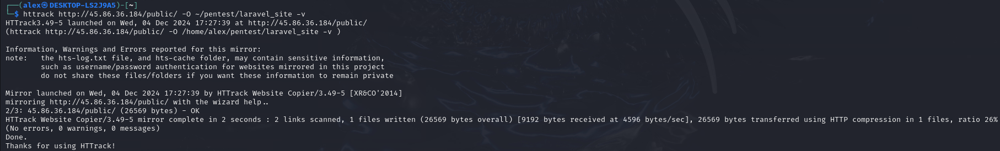 ┌──(alex㉿DESKTOP-LS2J9A5)-[~]
└─$ httrack http://45.86.36.184/public/ -O ~/pentest/laravel_site -v
HTTrack3.49-5 launched on Wed, 04 Dec 2024 17:27:39 at http://45.86.36.184/public/
(httrack http://45.86.36.184/public/ -O /home/alex/pentest/laravel_site -v )

Information, Warnings and Errors reported for this mirror:
note:   the hts-log.txt file, and hts-cache folder, may contain sensitive information,
        such as username/password authentication for websites mirrored in this project
        do not share these files/folders if you want these information to remain private

Mirror launched on Wed, 04 Dec 2024 17:27:39 by HTTrack Website Copier/3.49-5 [XR&CO'2014]
mirroring http://45.86.36.184/public/ with the wizard help..
2/3: 45.86.36.184/public/ (26569 bytes) - OK
HTTrack Website Copier/3.49-5 mirror complete in 2 seconds : 2 links scanned, 1 files written (26569 bytes overall) [9192 bytes received at 4596 bytes/sec], 26569 bytes transferred using HTTP compression in 1 files, ratio 26%
(No errors, 0 warnings, 0 messages)
Done.
Thanks for using HTTrack!